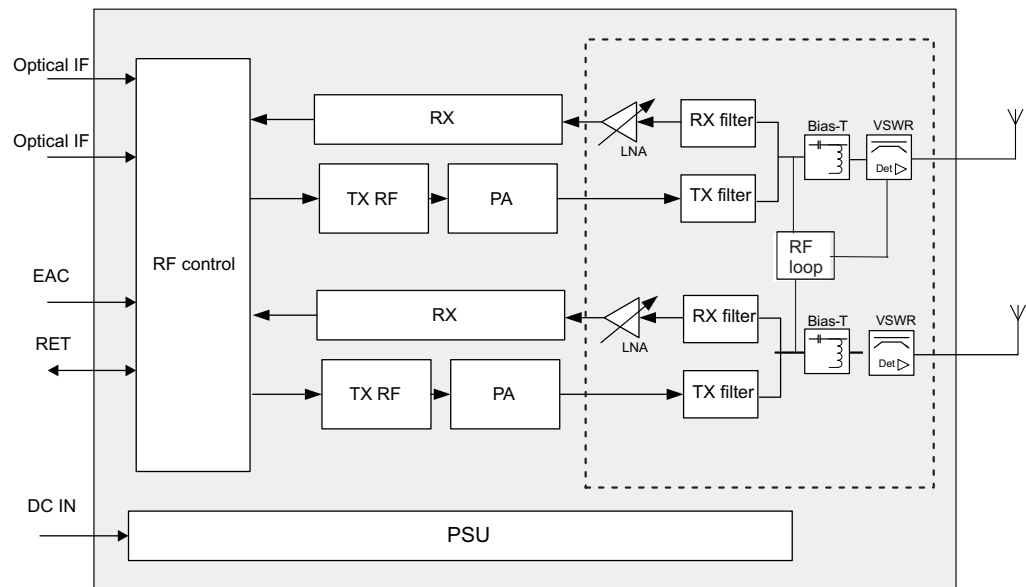 Optical IF
Optical IF
EAC
RET
DC IN
RF control
RX
LNA
RX filter
Bias-T
VSWR
Det
TX RF
PA
TX filter
RF
loop
RX
LNA
RX filter
Bias-T
VSWR
Det
TX RF
PA
TX filter
PSU